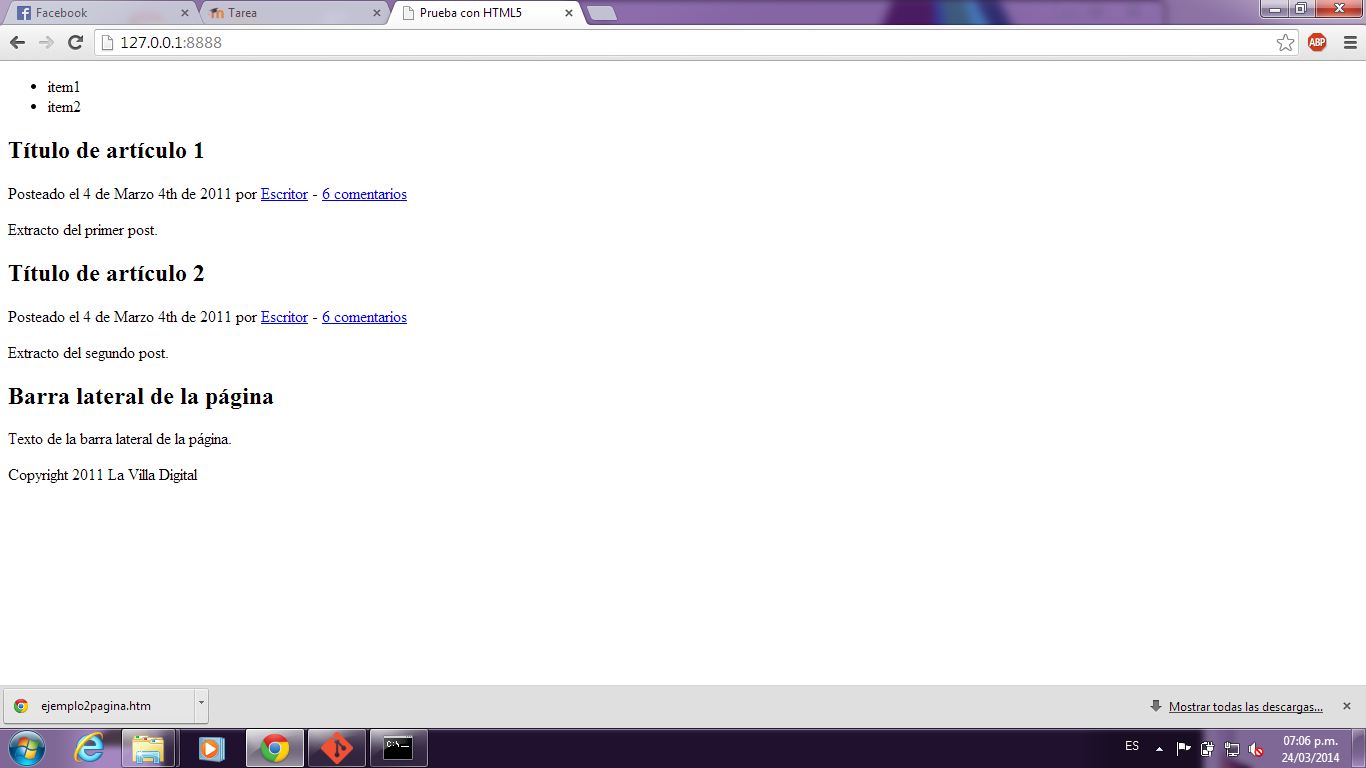 Facebook
Tarea
Prueba con HTML5
127.0.0.1:8888
ABP
item1
item2
Título de artículo 1
Posteado el 4 de Marzo 4th de 2011 por Escritor - 6 comentarios
Extracto del primer post.
Título de artículo 2
Posteado el 4 de Marzo 4th de 2011 por Escritor - 6 comentarios
Extracto del segundo post.
Barra lateral de la página
Texto de la barra lateral de la página.
Copyright 2011 La Villa Digital
ejemplo2pagina.htm
Mostrar todas las descargas...
C:\_
ES
07:06 p.m.
24/03/2014